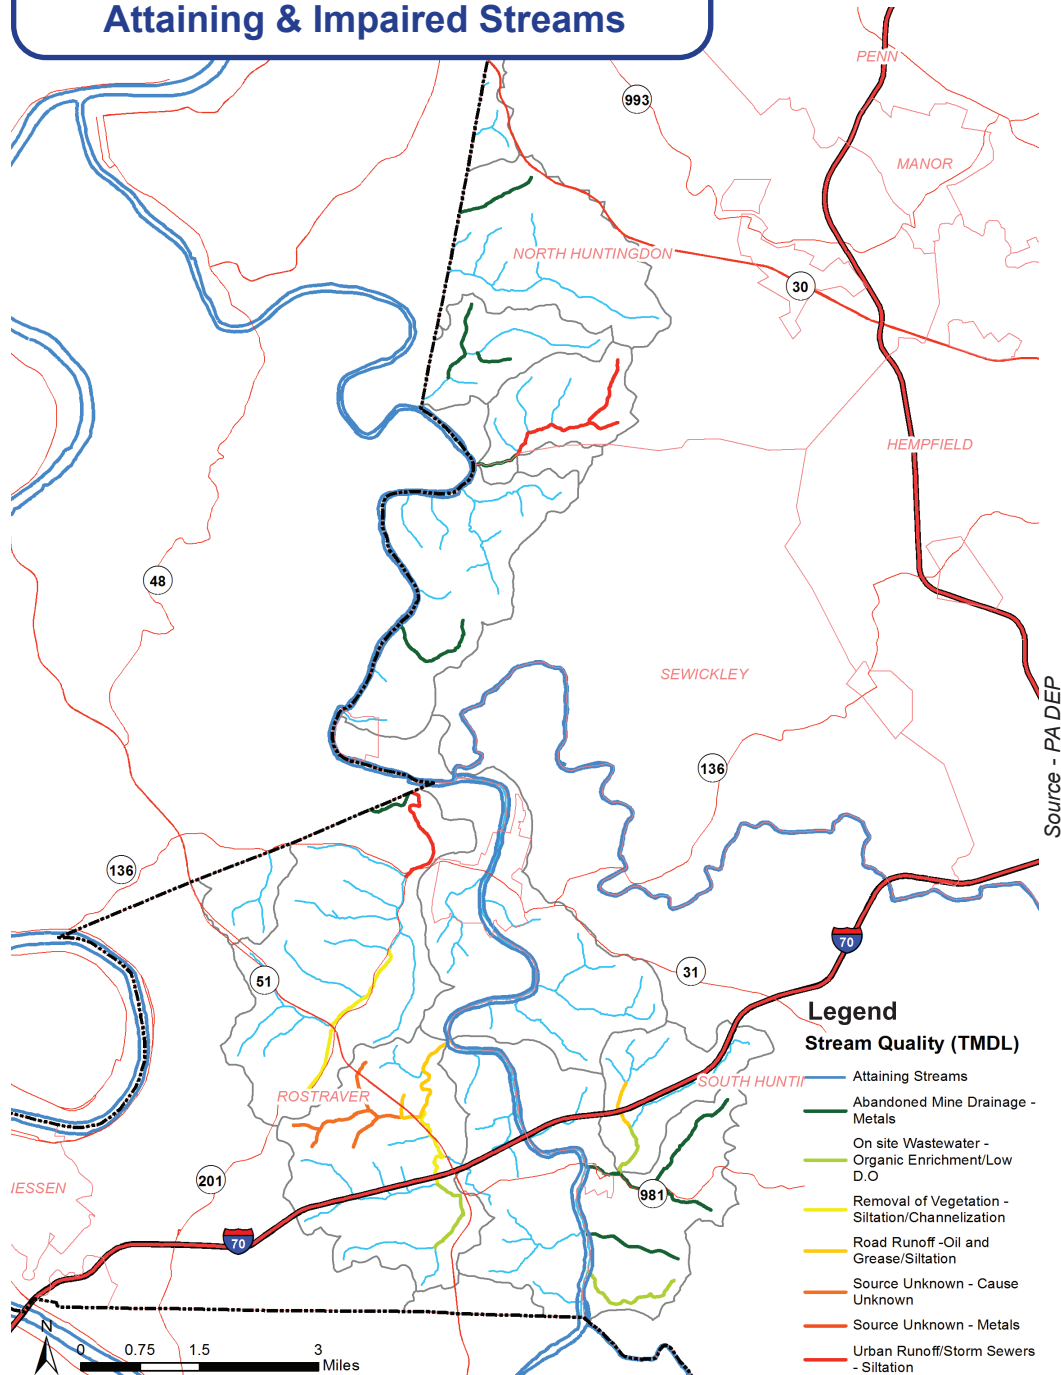 Attaining & Impaired Streams
PENN
993
MANOR
NORTH HUNTINGDON
30
HEMPFIELD
48
SEWICKLEY
Source - PA DEP
136
136
70
31
51
Legend
Stream Quality (TMDL)
Attaining Streams
Abandoned Mine Drainage -
Metals
On site Wastewater -
Organic Enrichment/Low
D.O
Removal of Vegetation -
Siltation/Channelization
Road Runoff -Oil and
Grease/Siltation
Source Unknown - Cause
Unknown
Source Unknown - Metals
Urban Runoff/Storm Sewers
- Siltation
SOUTH HUNTI
ROSTRAVER
201
IESSEN
981
70
N
0 0.75 1.5 3
Miles